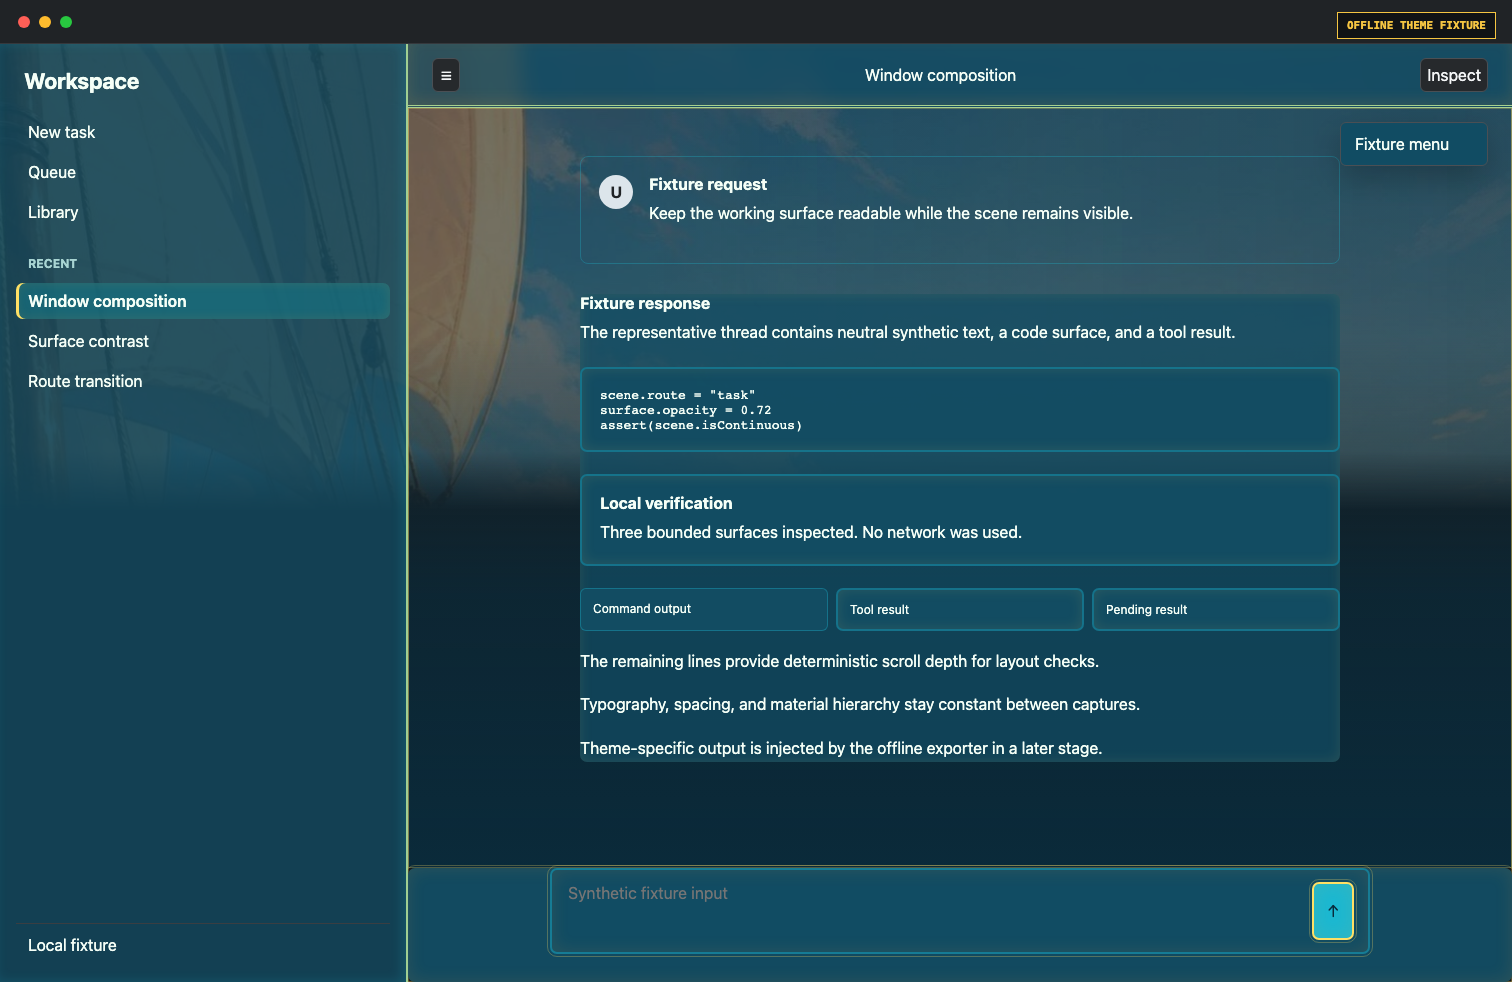 OFFLINE THEME FIXTURE
Workspace
New task
Queue
Library
RECENT
Window composition
Surface contrast
Route transition
Local fixture
Window composition
Inspect
Fixture menu
U
Fixture request
Keep the working surface readable while the scene remains visible.
Fixture response
The representative thread contains neutral synthetic text, a code surface, and a tool result.
scene.route = "task"
surface.opacity = 0.72
assert(scene.isContinuous)
Local verification
Three bounded surfaces inspected. No network was used.
Command output
Tool result
Pending result
The remaining lines provide deterministic scroll depth for layout checks.
Typography, spacing, and material hierarchy stay constant between captures.
Theme-specific output is injected by the offline exporter in a later stage.
Synthetic fixture input